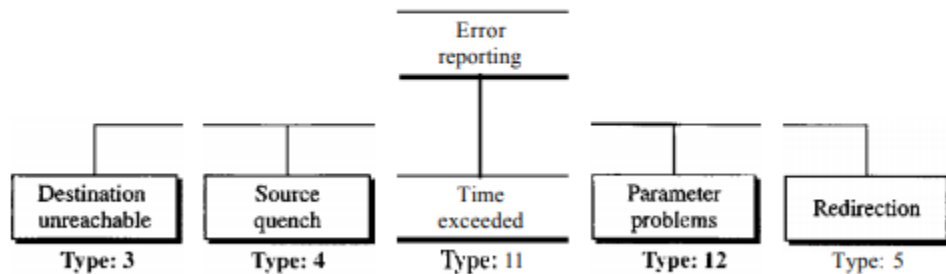 Error
reporting
Destination
unreachable
Source
quench
Time
exceeded
Parameter
problems
Redirection
Type: 3
Type: 4
Type: 11
Type: 12
Type: 5